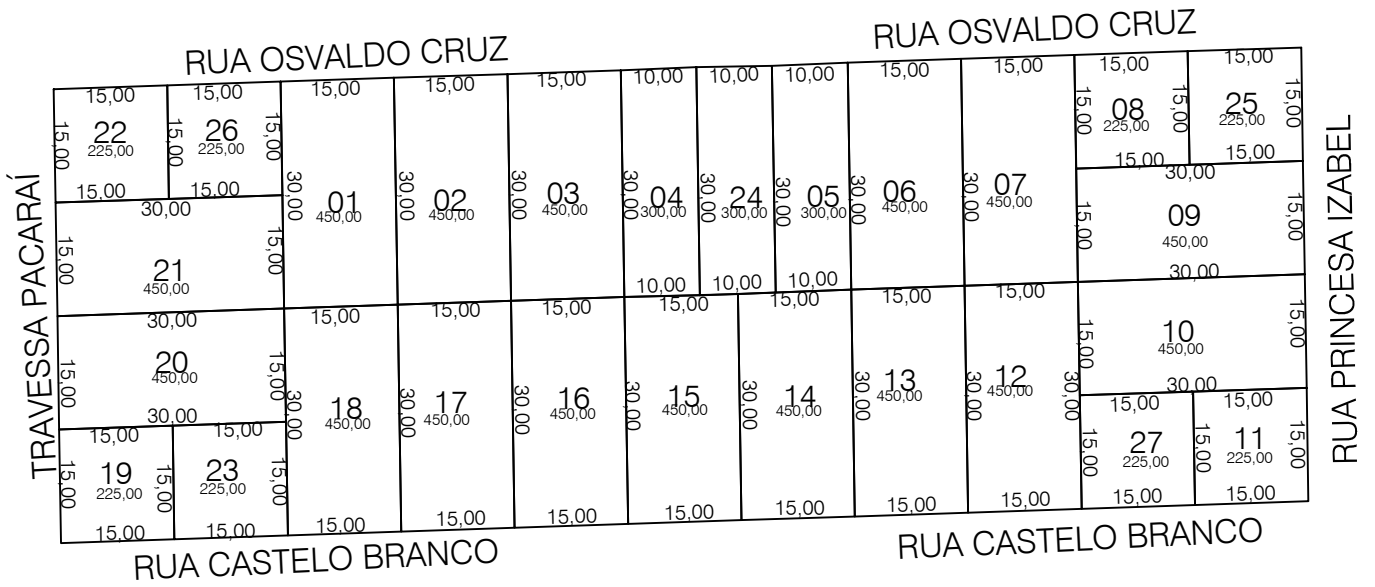 RUA OSVALDO CRUZ
RUA OSVALDO CRUZ
TRAVESSA PACARAÍ
RUA PRINCESA IZABEL
15,00 15,00 15,00 15,00 15,00 10,00 10,00 10,00 15,00 15,00 15,00 15,00
15,00 22 225,00 15,00
15,00 26 225,00 15,00
15,00 15,00
30,00 01 450,00
30,00 02 450,00
30,00 03 450,00
30,00 04 300,00 10,00
30,00 24 300,00 10,00
30,00 05 300,00 10,00
30,00 06 450,00
30,00 07 450,00
15,00 08 225,00 15,00
15,00 25 225,00 15,00
15,00
30,00
15,00 21 450,00 15,00
30,00
15,00 09 450,00 15,00
30,00
30,00
15,00 20 450,00 15,00
30,00
15,00 10 450,00 15,00
30,00
15,00 15,00 15,00 15,00 15,00 15,00 15,00
30,00 18 450,00
30,00 17 450,00
30,00 16 450,00
30,00 15 450,00
30,00 14 450,00
30,00 13 450,00
12 450,00 30,00
15,00 15,00
15,00 19 225,00 15,00
23 225,00 15,00
15,00 15,00
15,00 27 225,00
15,00 11 225,00 15,00
15,00 15,00 15,00 15,00 15,00 15,00 15,00 15,00 15,00 15,00 15,00
RUA CASTELO BRANCO
RUA CASTELO BRANCO